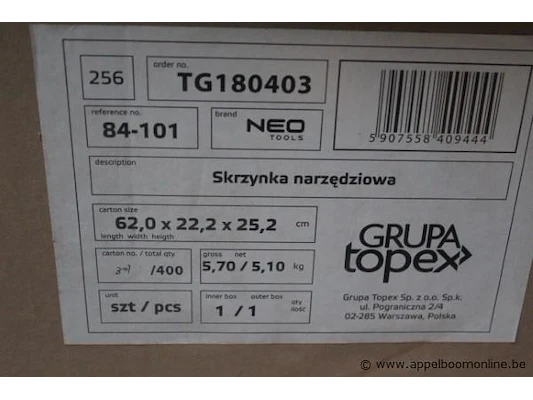 256
order no.
TG180403
reference no.
84-101
brand
NEO
TOOLS
5 907558 409444
description
Skrzynka narzędziowa
carton size
62,0 x 22,2 x 25,2 cm
length width heigth
GRUPA
topex
carton no. / total qty
/400
gross net
5,70 / 5,10 kg
unit
szt / pcs
inner box outer box
1 / 1
qty
ilość
Grupa Topex Sp. z o.o. Sp.k.
ul. Pograniczna 2/4
02-285 Warszawa, Polska
© www.appelboomonline.be